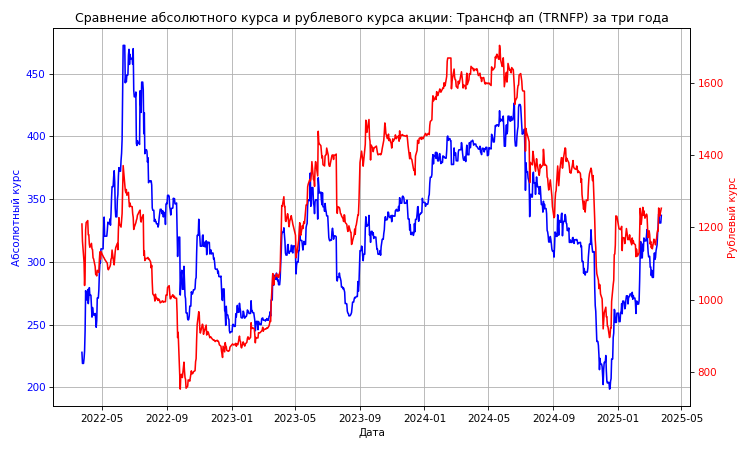 Сравнение абсолютного курса и рублевого курса акции: Транснф ап (TRNFP) за три года
450
400
350
300
250
200
Абсолютный курс
1600
1400
1200
1000
800
Рублевый курс
2022-05 2022-09 2023-01 2023-05 2023-09 2024-01 2024-05 2024-09 2025-01 2025-05
Дата